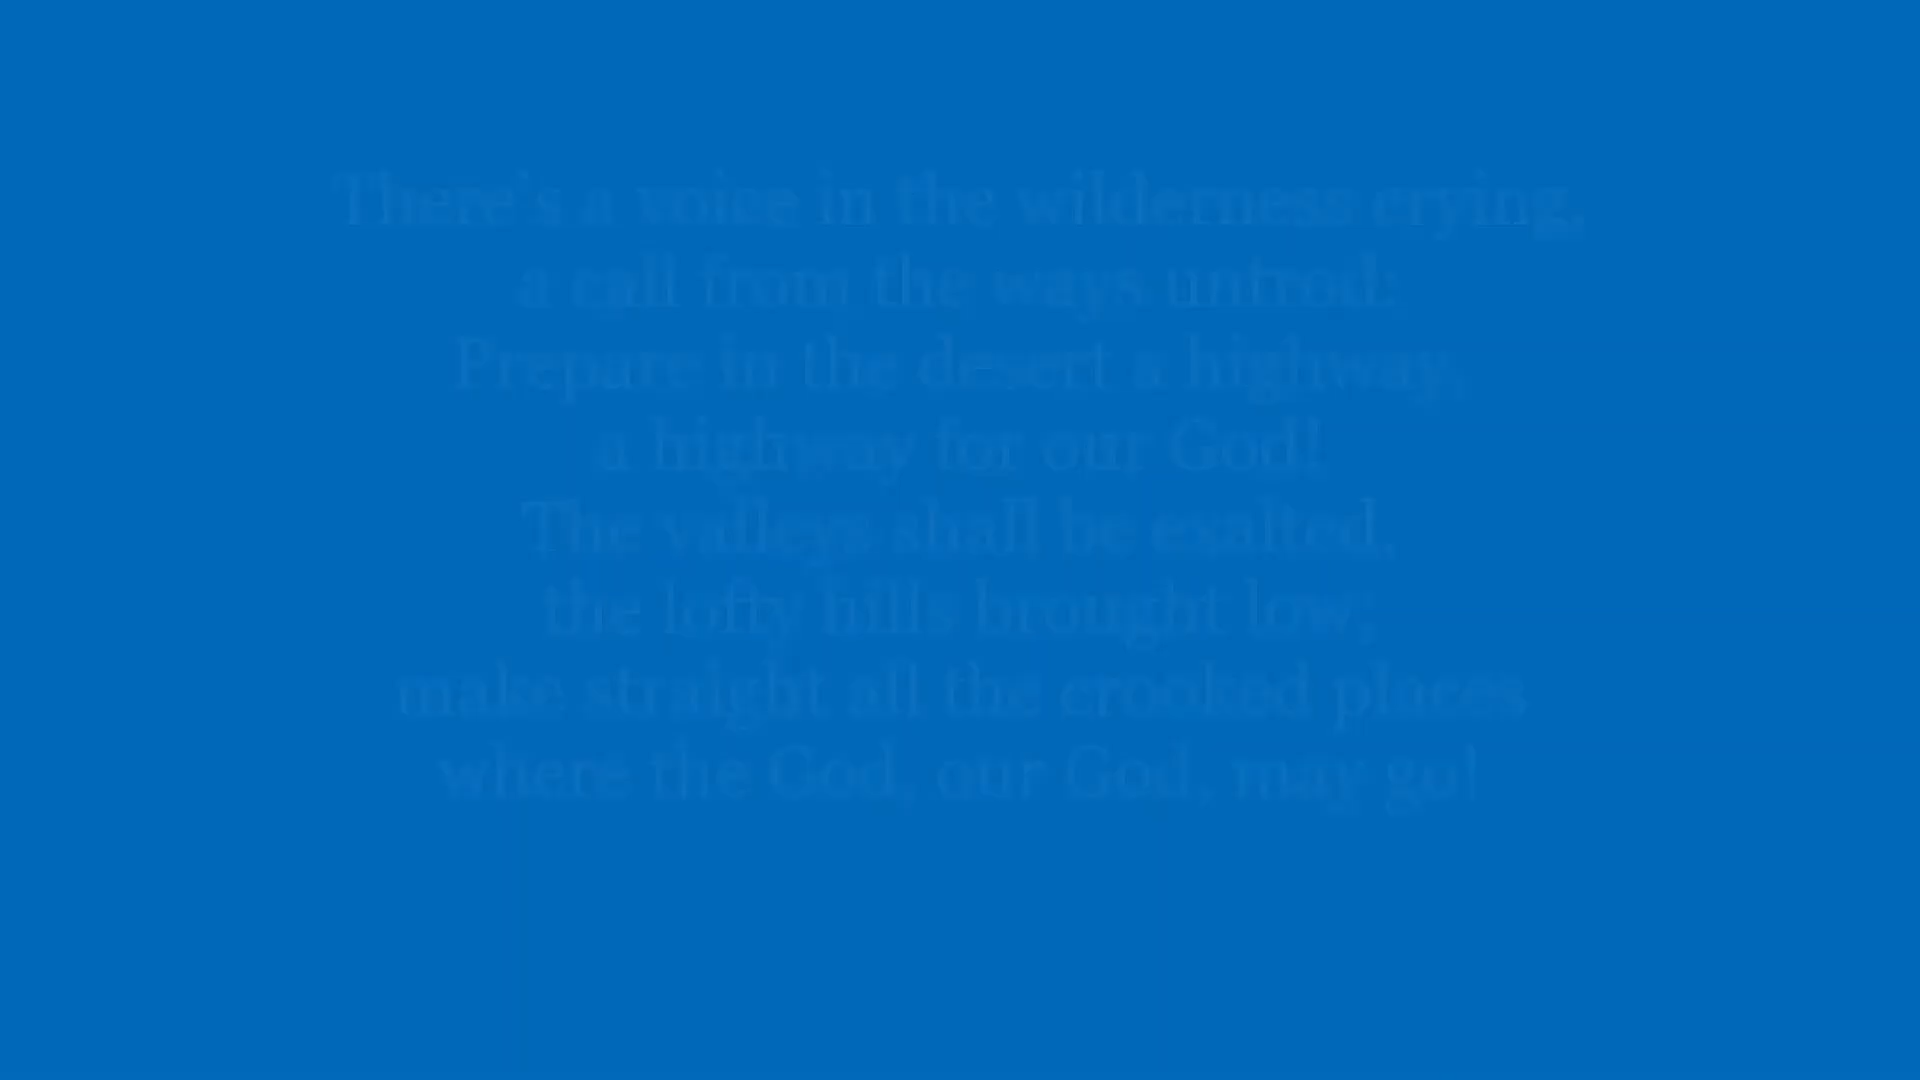 There's a voice in the wilderness crying,
a call from the ways untrod:
Prepare in the desert a highway,
a highway for our God!
The valleys shall be exalted,
the lofty hills brought low;
make straight all the crooked places
where the God, our God, may go!